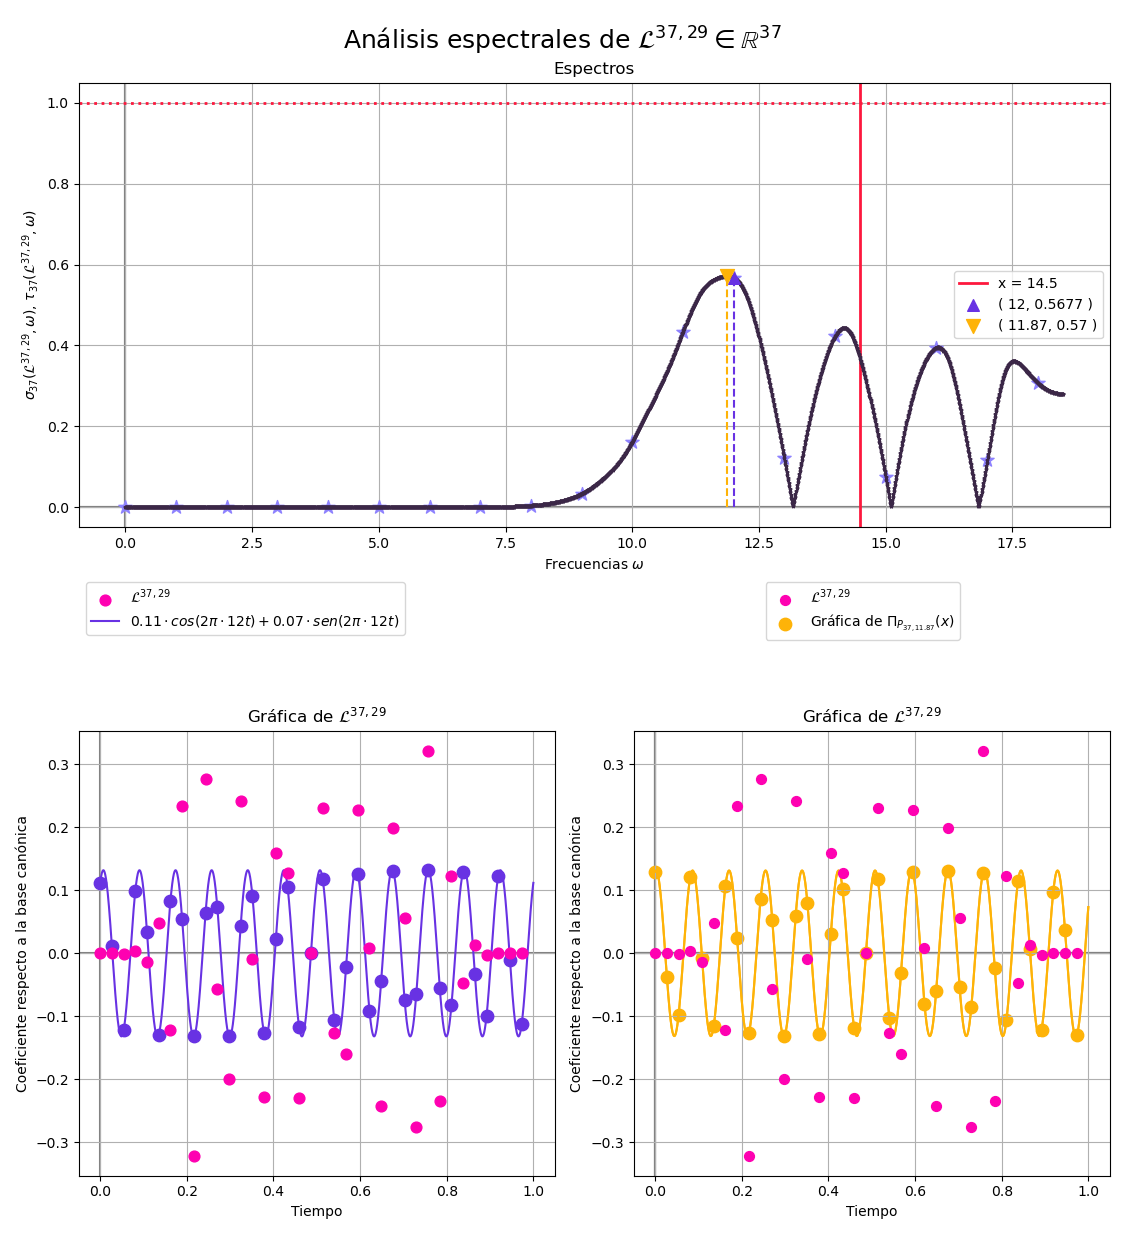 Análisis espectrales de 𝓛^{37,29} ∈ ℝ^{37}
Espectros
σ_{37}(𝓛^{37,29}, ω), τ_{37}(𝓛^{37,29}, ω)
1.0
0.8
0.6
0.4
0.2
0.0
x = 14.5
( 12, 0.5677 )
( 11.87, 0.57 )
0.0 2.5 5.0 7.5 10.0 12.5 15.0 17.5
Frecuencias ω
𝓛^{37,29}
0.11 · cos(2π · 12t) + 0.07 · sen(2π · 12t)
𝓛^{37,29}
Gráfica de Π_{P_{37,11.87}}(x)
Gráfica de 𝓛^{37,29}
Coeficiente respecto a la base canónica
0.3
0.2
0.1
0.0
−0.1
−0.2
−0.3
0.0 0.2 0.4 0.6 0.8 1.0
Tiempo
Gráfica de 𝓛^{37,29}
Coeficiente respecto a la base canónica
0.3
0.2
0.1
0.0
−0.1
−0.2
−0.3
0.0 0.2 0.4 0.6 0.8 1.0
Tiempo